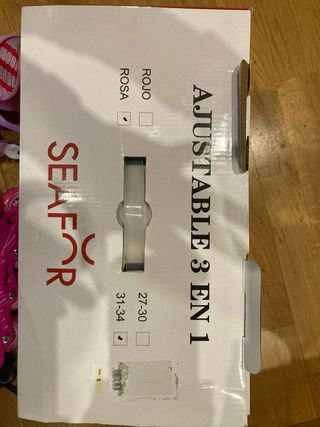 AJUSTABLE 3 EN 1
ROJO
ROSA
27-30
31-34
SEAFOR